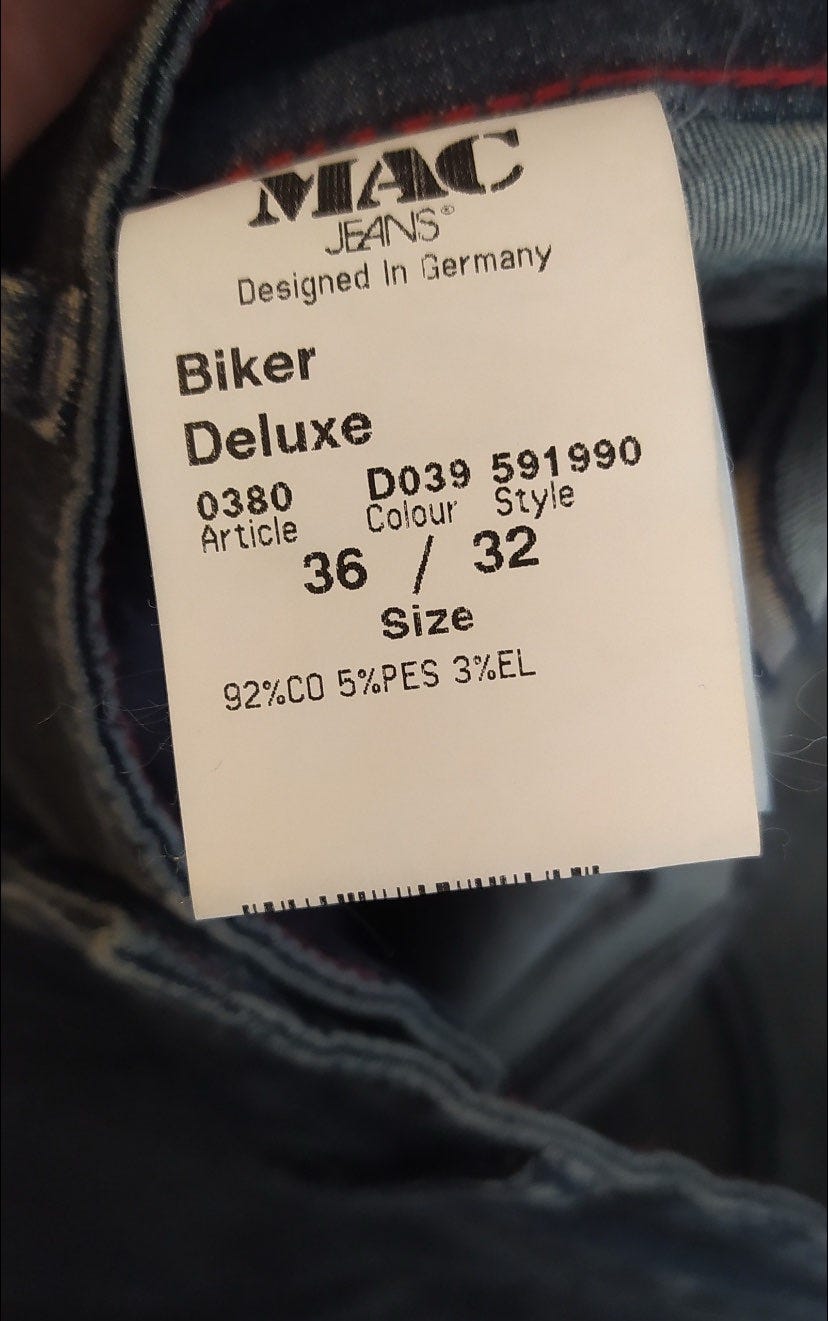 MAC
JEANS®
Designed In Germany
Biker
Deluxe
0380 D039 591990
Article Colour Style
36 / 32
Size
92%CO 5%PES 3%EL